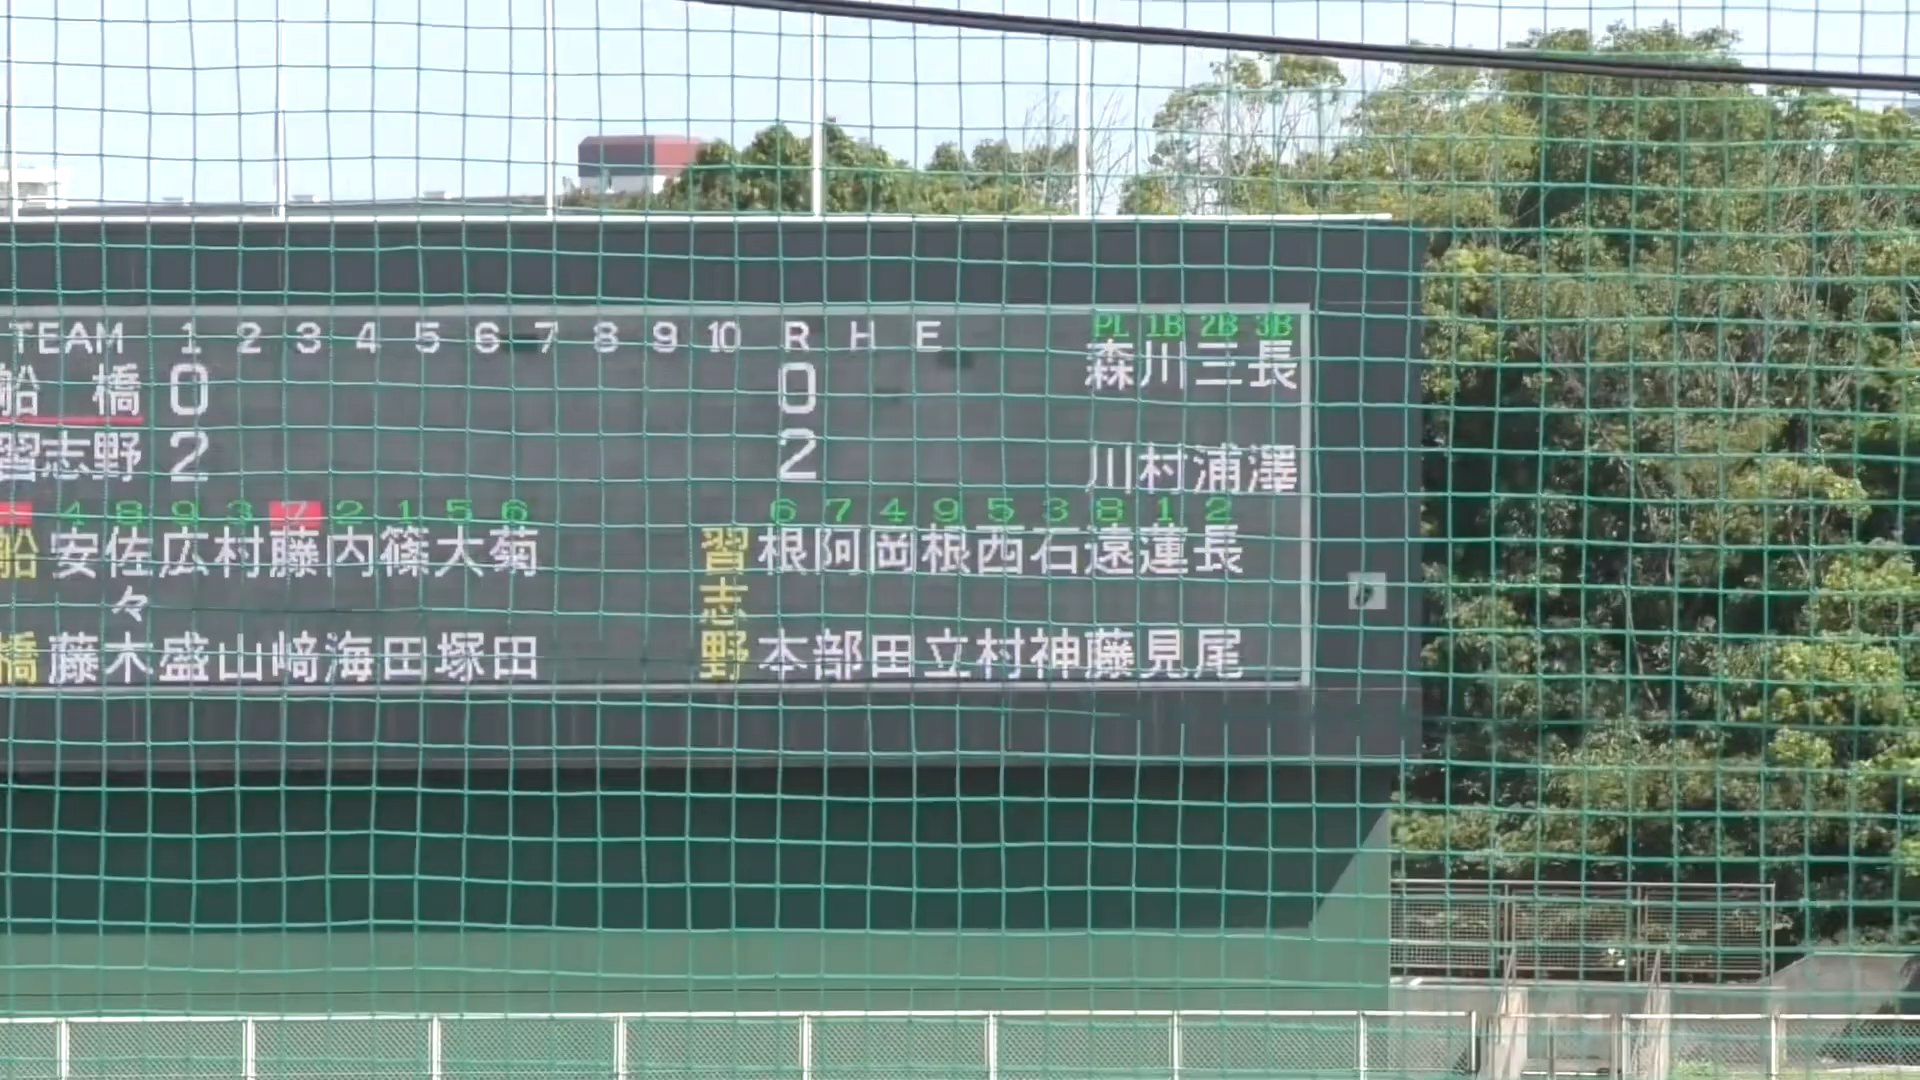 TEAM 1 2 3 4 5 6 7 8 9 10 R H E
PL 1B 2B 3B
船橋 0 0
森川三長
習志野 2 2
川村浦澤
4 8 9 3 7 2 1 5 6
船橋
安藤
佐々木
広盛
村山
藤﨑
内海
篠田
大塚
菊田
6 7 4 9 5 3 8 1 2
習志野
根本
阿部
岡田
根立
西村
石神
遠藤
蓮見
長尾